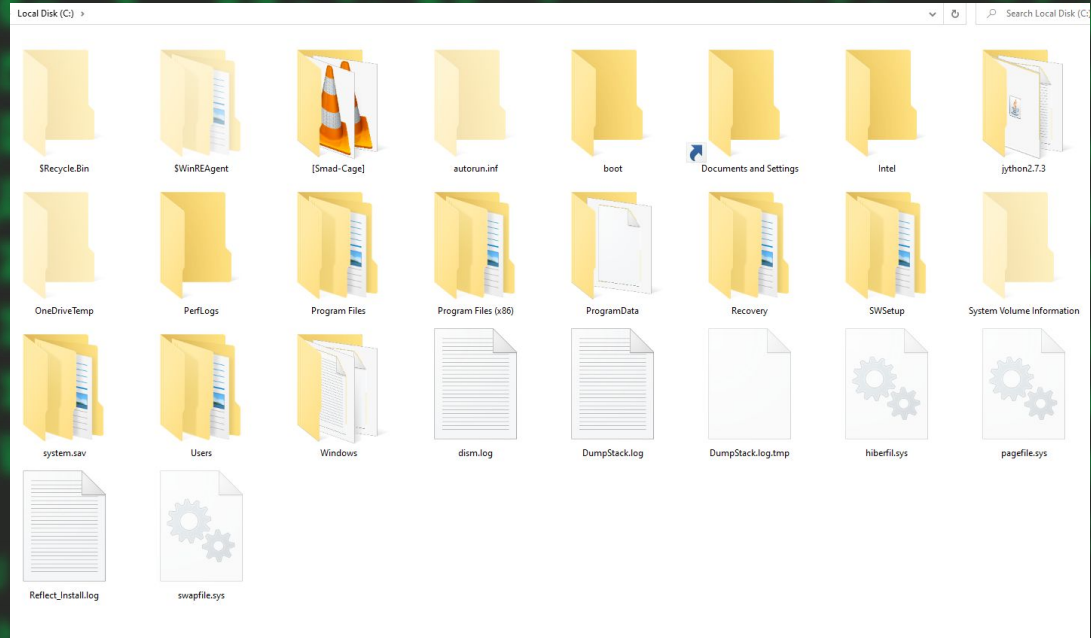 Local Disk (C:)
Search Local Disk (C:
$Recycle.Bin
$WinREAgent
[Smad-Cage]
autorun.inf
boot
Documents and Settings
Intel
jython2.7.3
OneDriveTemp
PerfLogs
Program Files
Program Files (x86)
ProgramData
Recovery
SWSetup
System Volume Information
system.sav
Users
Windows
dism.log
DumpStack.log
DumpStack.log.tmp
hiberfil.sys
pagefile.sys
Reflect_Install.log
swapfile.sys